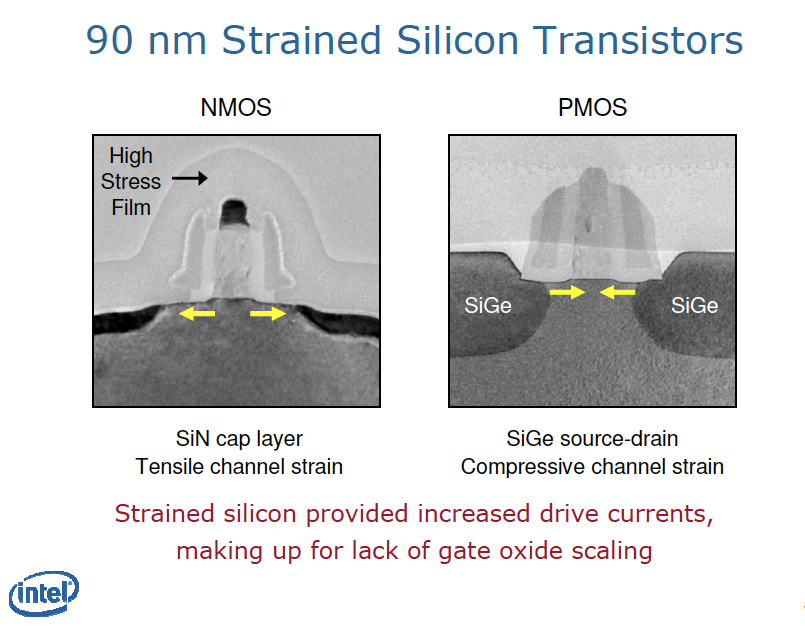 90 nm Strained Silicon Transistors
NMOS
PMOS
High
Stress
Film
SiGe
SiGe
SiN cap layer
Tensile channel strain
SiGe source-drain
Compressive channel strain
Strained silicon provided increased drive currents,
making up for lack of gate oxide scaling
intel